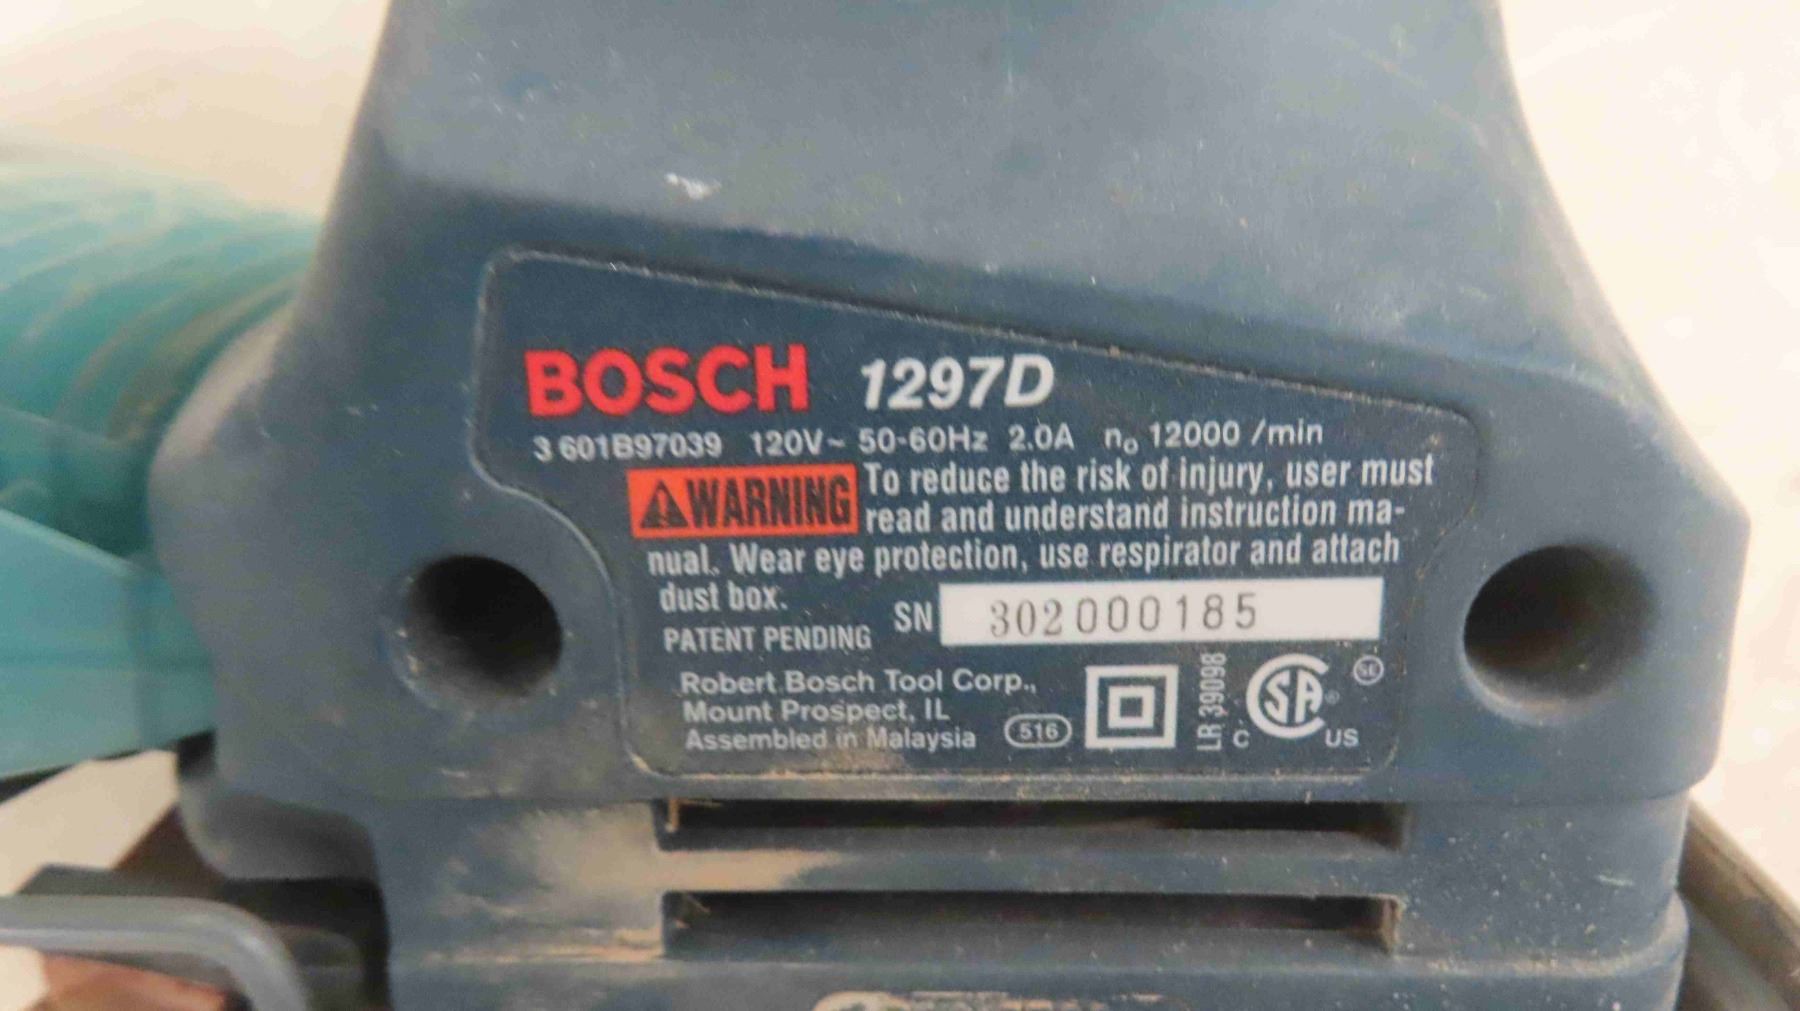 BOSCH 1297D
3 601B97039 120V~ 50-60Hz 2.0A n₀ 12000 /min
WARNING To reduce the risk of injury, user must
read and understand instruction ma-
nual. Wear eye protection, use respirator and attach
dust box.
SN 302000185
PATENT PENDING
Robert Bosch Tool Corp.,
Mount Prospect, IL
Assembled in Malaysia
516
LR 39098
C SA ® US
SE